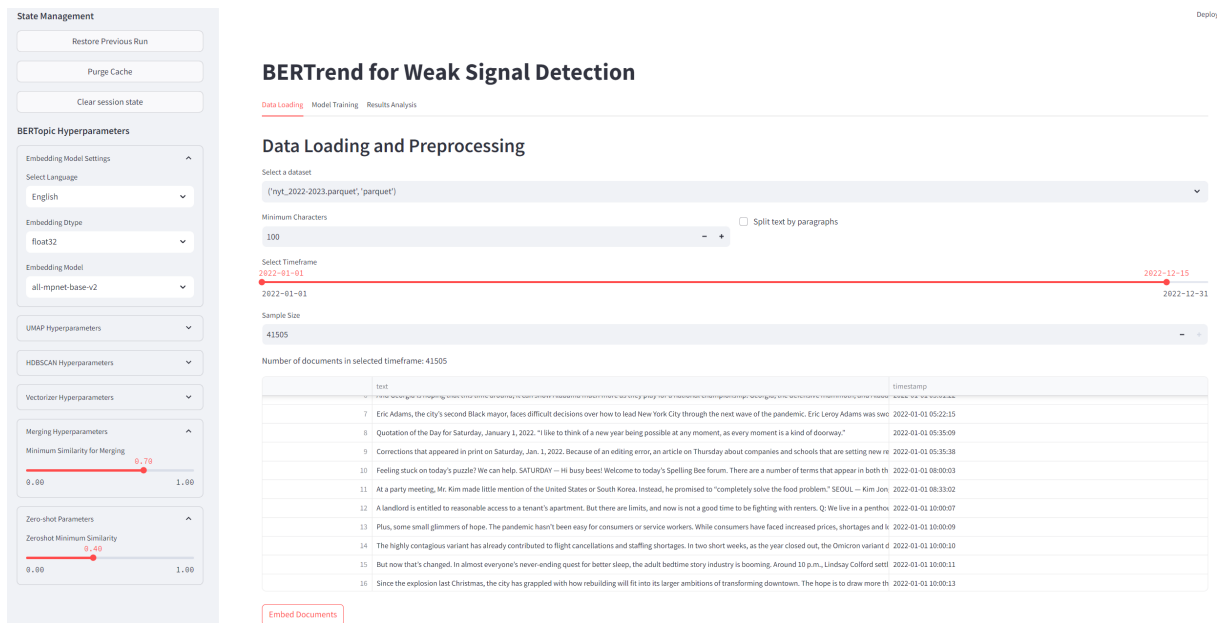 State Management
Restore Previous Run
Purge Cache
Clear session state
BERTopic Hyperparameters
Embedding Model Settings
Select Language
English
Embedding Dtype
float32
Embedding Model
all-mpnet-base-v2
UMAP Hyperparameters
HDBSCAN Hyperparameters
Vectorizer Hyperparameters
Merging Hyperparameters
Minimum Similarity for Merging
0.70
0.00 1.00
Zero-shot Parameters
Zeroshot Minimum Similarity
0.40
0.00 1.00
Deploy
BERTrend for Weak Signal Detection
Data Loading Model Training Results Analysis
Data Loading and Preprocessing
Select a dataset
('nyt_2022-2023.parquet', 'parquet')
Minimum Characters
100 − +
Split text by paragraphs
Select Timeframe
2022-01-01 2022-12-15
2022-01-01 2022-12-31
Sample Size
41505 − +
Number of documents in selected timeframe: 41505
text timestamp
7 Eric Adams, the city's second Black mayor, faces difficult decisions over how to lead New York City through the next wave of the pandemic. Eric Leroy Adams was swo 2022-01-01 05:22:15
8 Quotation of the Day for Saturday, January 1, 2022. "I like to think of a new year being possible at any moment, as every moment is a kind of doorway." 2022-01-01 05:35:09
9 Corrections that appeared in print on Saturday, Jan. 1, 2022. Because of an editing error, an article on Thursday about companies and schools that are setting new re 2022-01-01 05:35:38
10 Feeling stuck on today's puzzle? We can help. SATURDAY — Hi busy bees! Welcome to today's Spelling Bee forum. There are a number of terms that appear in both th 2022-01-01 08:00:03
11 At a party meeting, Mr. Kim made little mention of the United States or South Korea. Instead, he promised to "completely solve the food problem." SEOUL — Kim Jon 2022-01-01 08:33:02
12 A landlord is entitled to reasonable access to a tenant's apartment. But there are limits, and now is not a good time to be fighting with renters. Q: We live in a penthou 2022-01-01 10:00:07
13 Plus, some small glimmers of hope. The pandemic hasn't been easy for consumers or service workers. While consumers have faced increased prices, shortages and lo 2022-01-01 10:00:09
14 The highly contagious variant has already contributed to flight cancellations and staffing shortages. In two short weeks, as the year closed out, the Omicron variant d 2022-01-01 10:00:10
15 But now that's changed. In almost everyone's never-ending quest for better sleep, the adult bedtime story industry is booming. Around 10 p.m., Lindsay Colford settl 2022-01-01 10:00:11
16 Since the explosion last Christmas, the city has grappled with how rebuilding will fit into its larger ambitions of transforming downtown. The hope is to draw more th 2022-01-01 10:00:13
Embed Documents